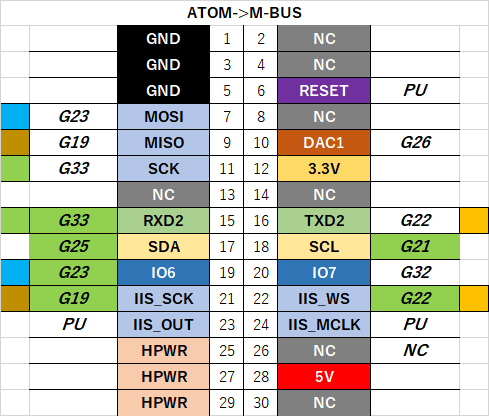 ATOM->M-BUS
GND 1 2 NC
GND 3 4 NC
GND 5 6 RESET PU
G23 MOSI 7 8 NC
G19 MISO 9 10 DAC1 G26
G33 SCK 11 12 3.3V
NC 13 14 NC
G33 RXD2 15 16 TXD2 G22
G25 SDA 17 18 SCL G21
G23 IO6 19 20 IO7 G32
G19 IIS_SCK 21 22 IIS_WS G22
PU IIS_OUT 23 24 IIS_MCLK PU
HPWR 25 26 NC NC
HPWR 27 28 5V
HPWR 29 30 NC